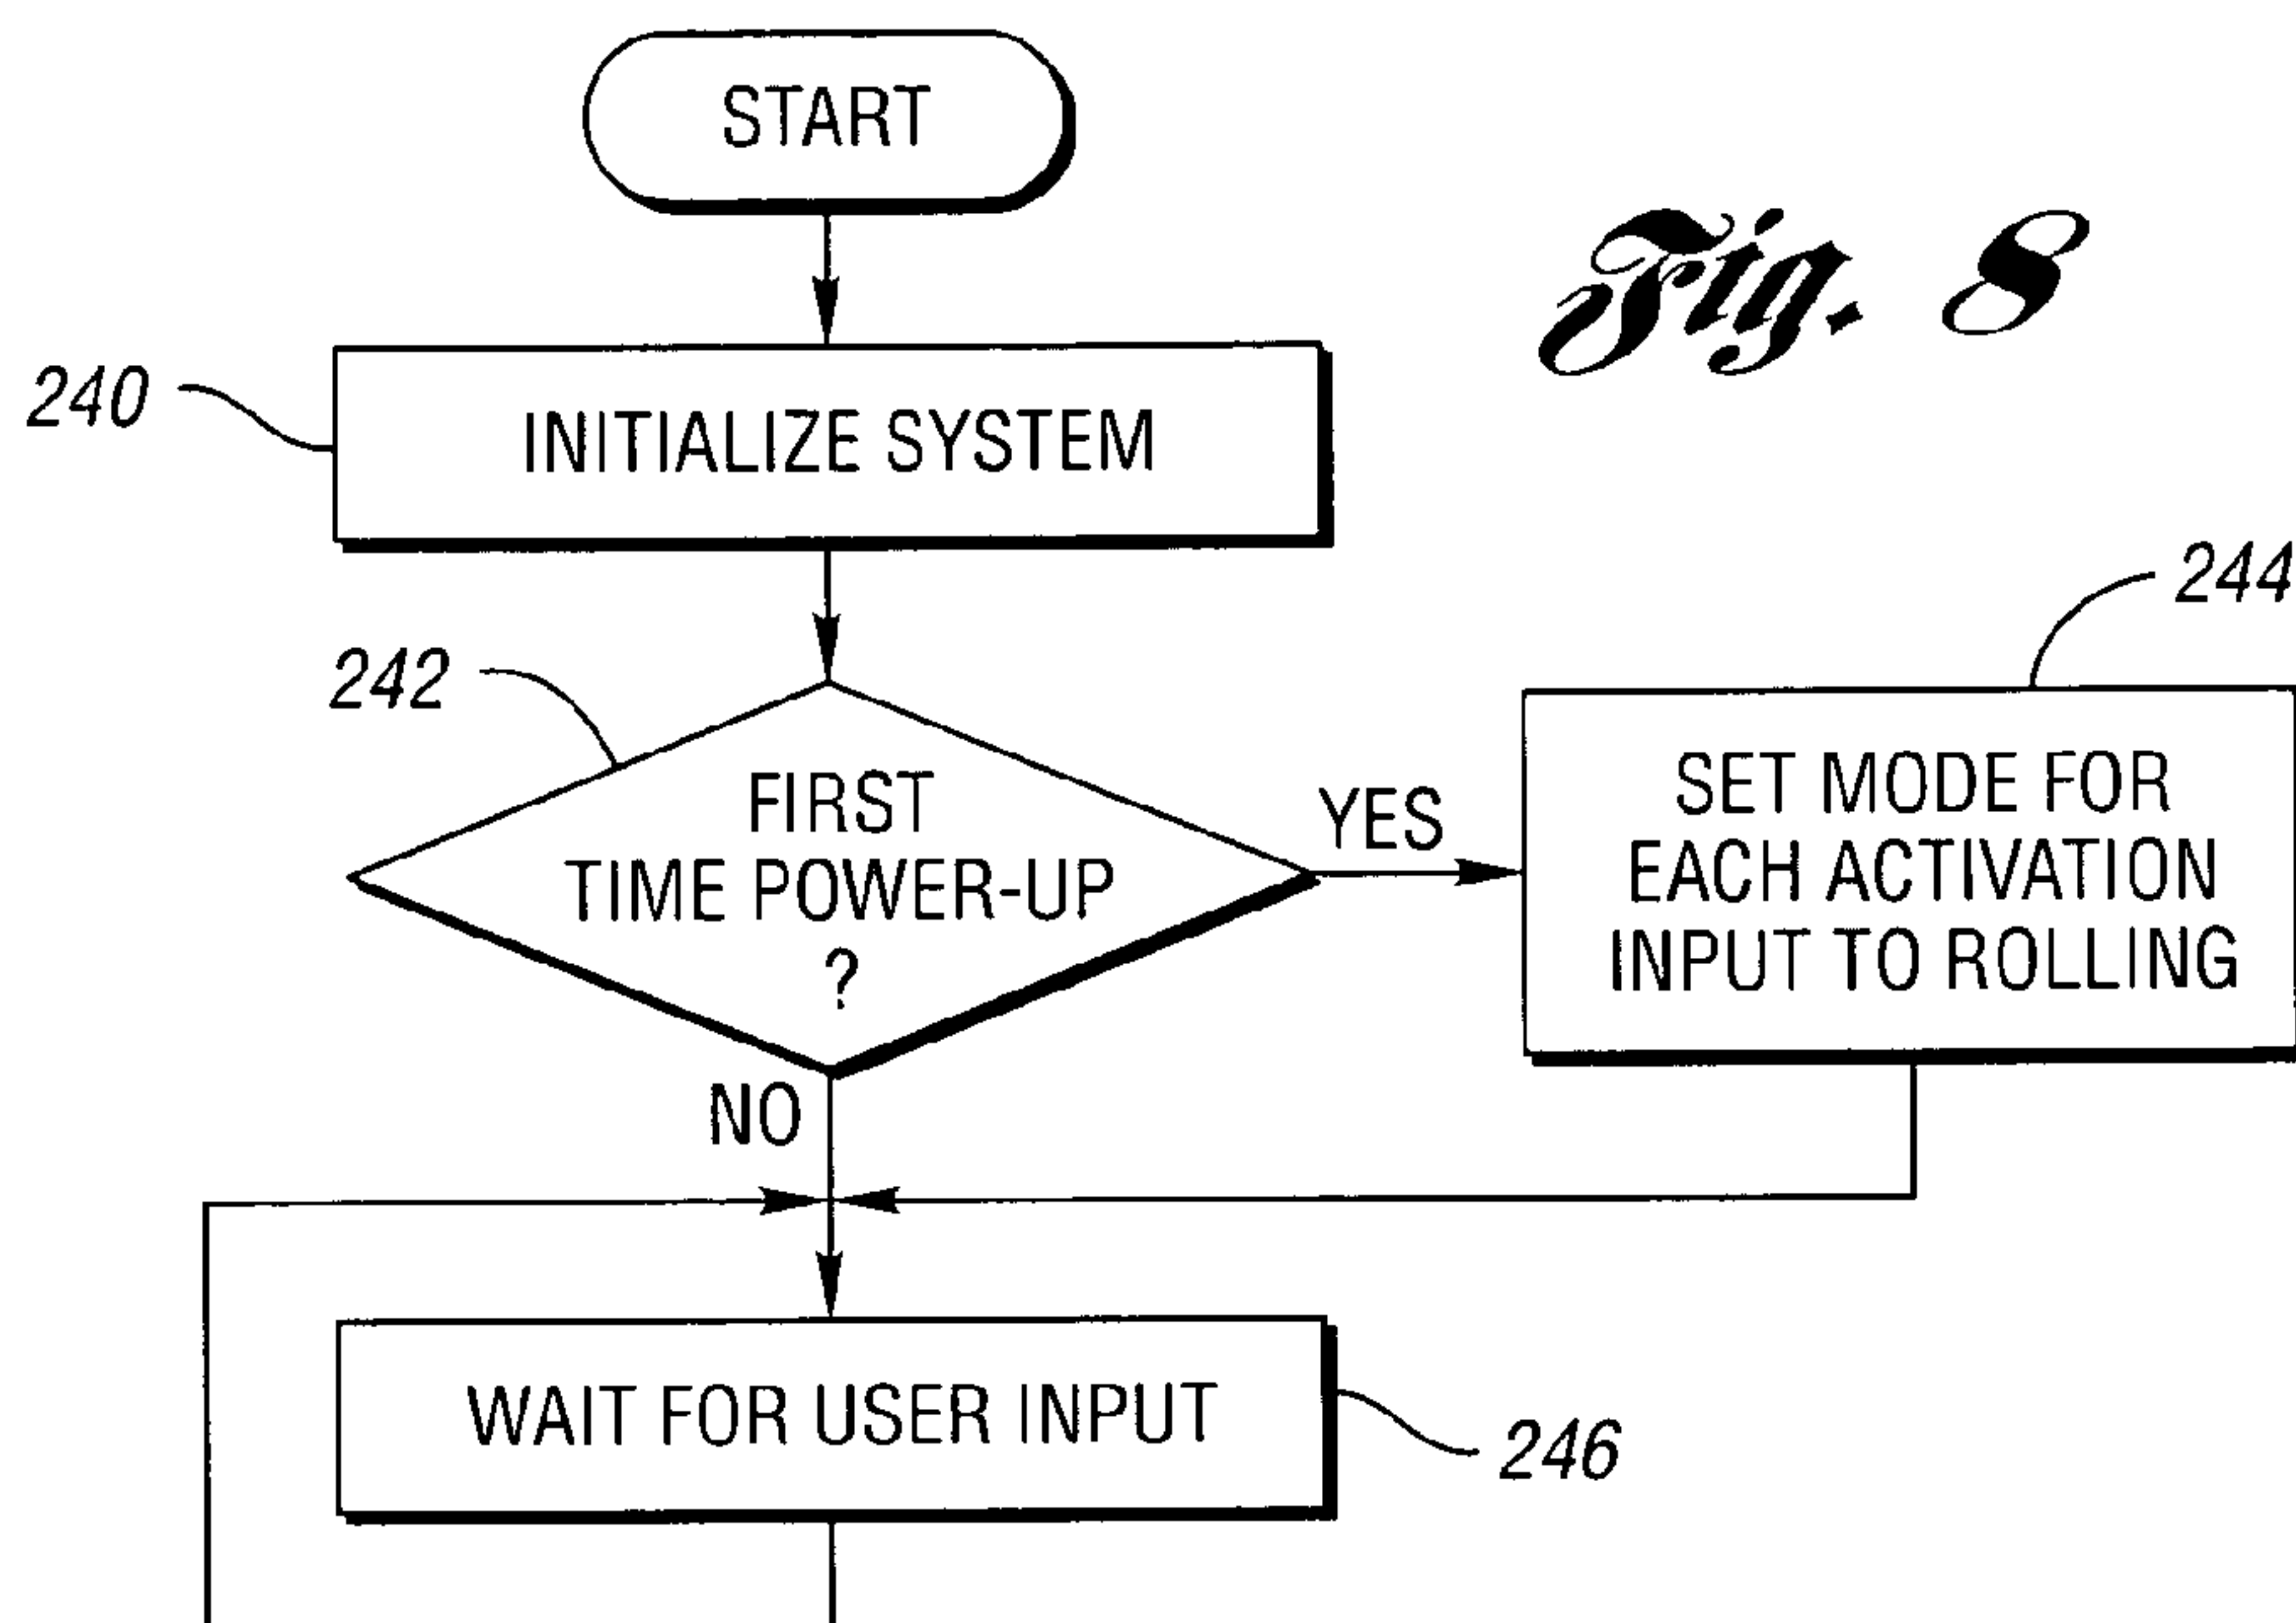 START
Fig. 8
240
INITIALIZE SYSTEM
244
242
FIRST
TIME POWER-UP
?
YES
SET MODE FOR
EACH ACTIVATION
INPUT TO ROLLING
NO
WAIT FOR USER INPUT
246